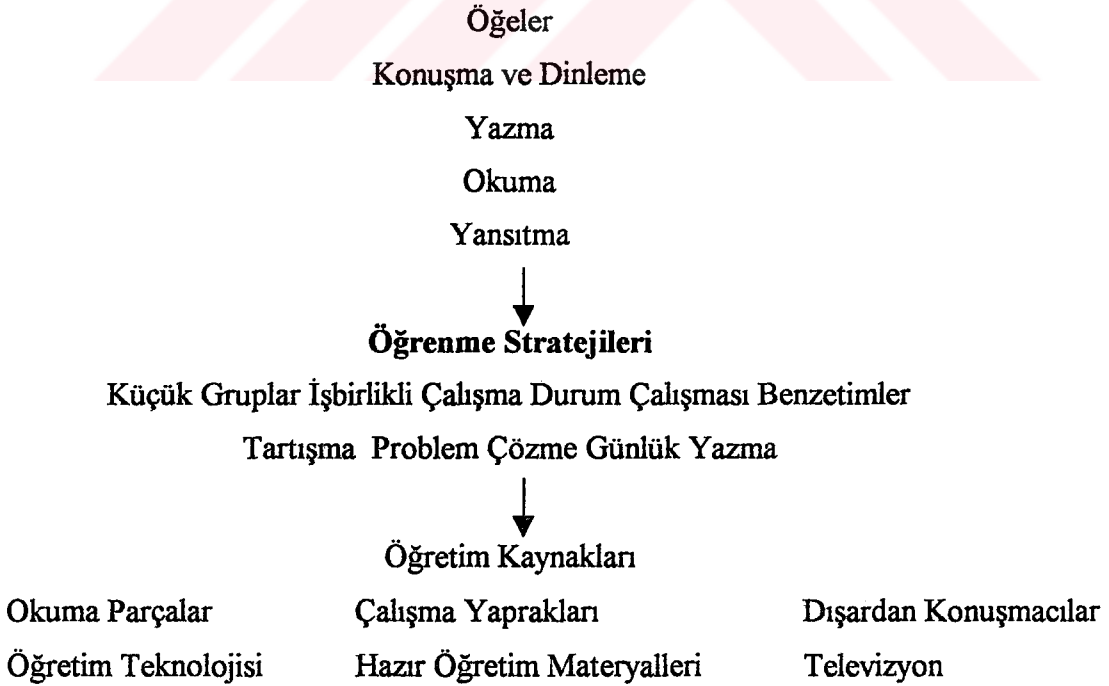 Öğeler
Konuşma ve Dinleme
Yazma
Okuma
Yansıtma
Öğrenme Stratejileri
Küçük Gruplar İşbirlikli Çalışma Durum Çalışması Benzetimler
Tartışma Problem Çözme Günlük Yazma
Öğretim Kaynakları
Okuma Parçalar Çalışma Yaprakları Dışardan Konuşmacılar
Öğretim Teknolojisi Hazır Öğretim Materyalleri Televizyon